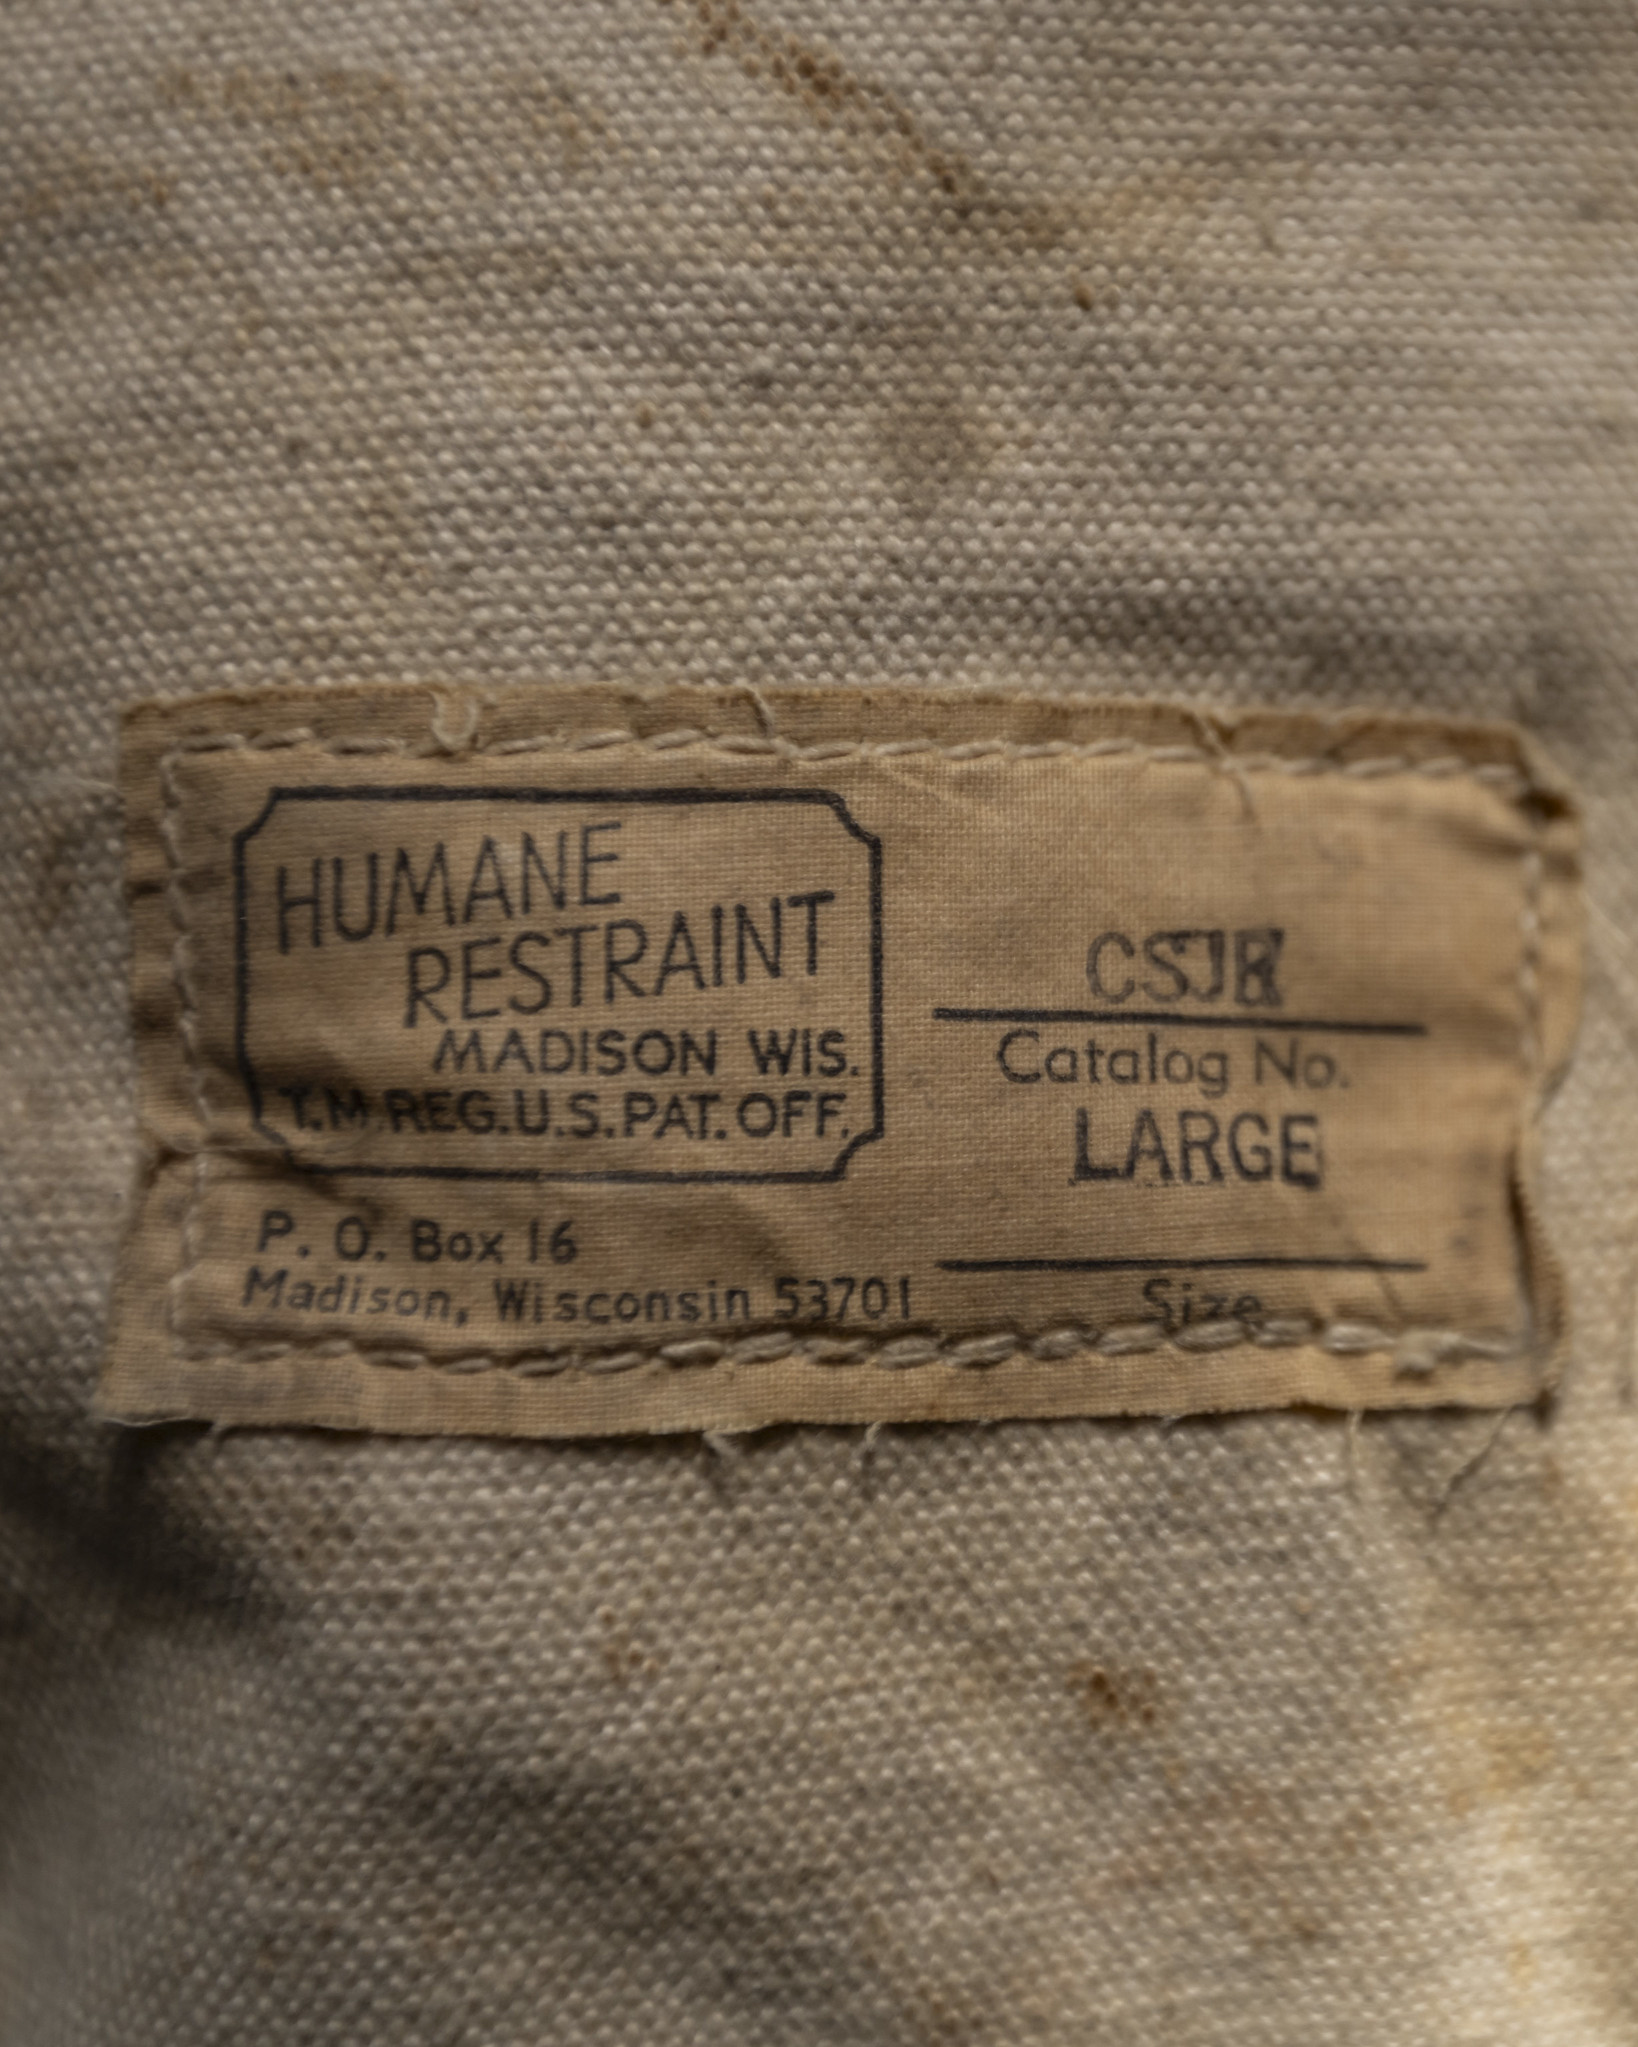 HUMANE
RESTRAINT
MADISON WIS.
T.M.REG.U.S.PAT.OFF.
P. O. Box 16
Madison, Wisconsin 53701
Catalog No.
LARGE
Size